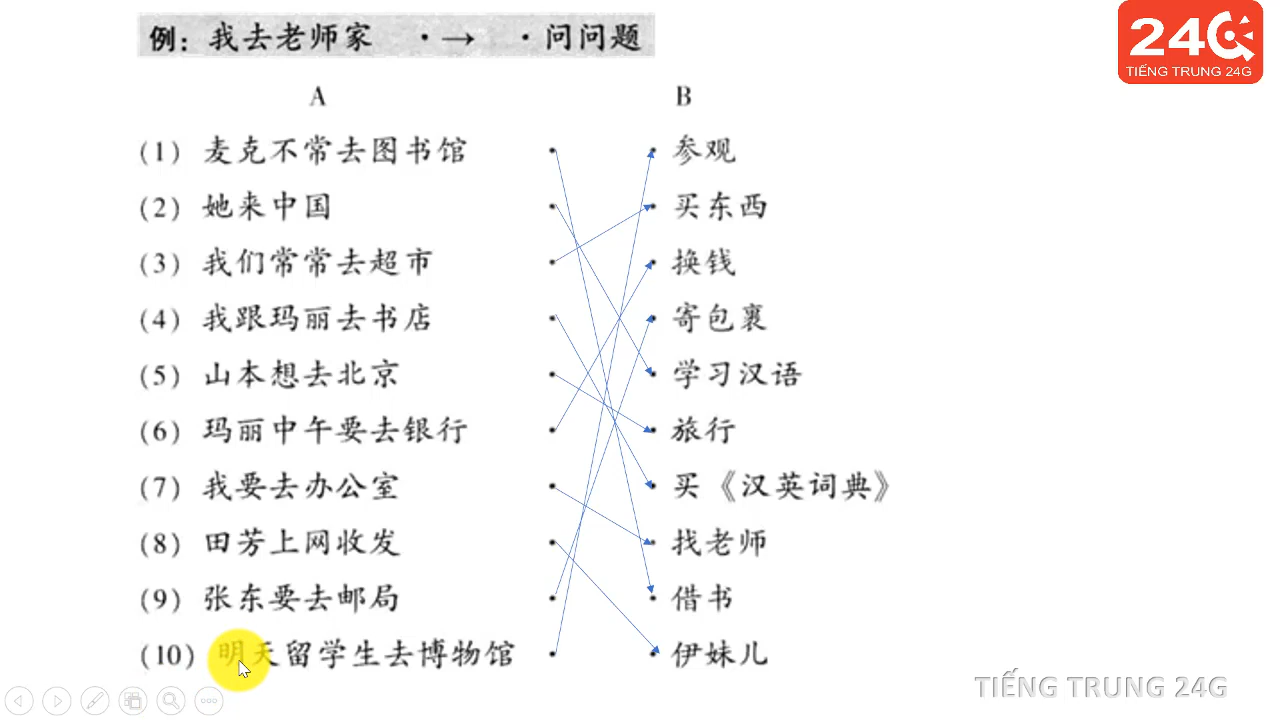 例：我去老师家 · → · 问问题
24G
TIẾNG TRUNG 24G
A B
(1) 麦克不常去图书馆 · · 参观
(2) 她来中国 · · 买东西
(3) 我们常常去超市 · · 换钱
(4) 我跟玛丽去书店 · · 寄包裹
(5) 山本想去北京 · · 学习汉语
(6) 玛丽中午要去银行 · · 旅行
(7) 我要去办公室 · · 买《汉英词典》
(8) 田芳上网收发 · · 找老师
(9) 张东要去邮局 · · 借书
(10) 明天留学生去博物馆 · · 伊妹儿
TIẾNG TRUNG 24G